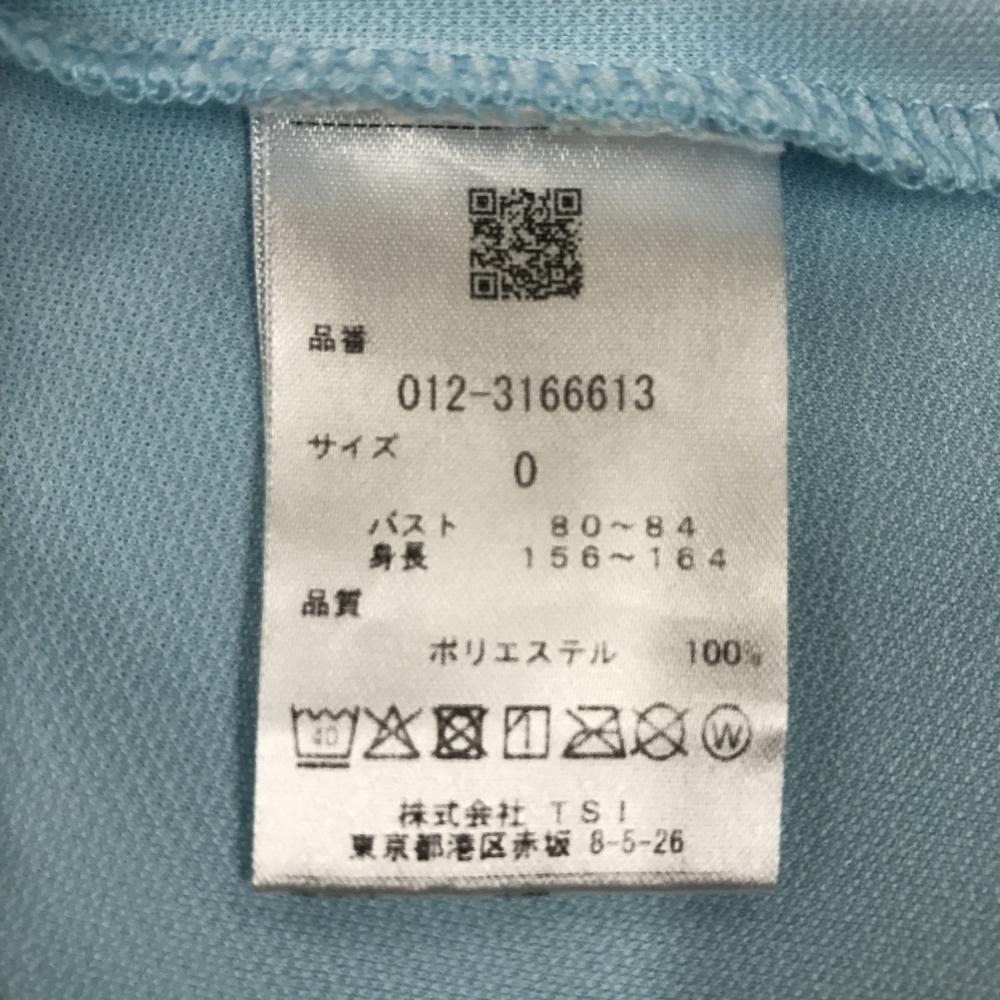 品番
012-3166613
サイズ
0
バスト 80~84
身長 156~164
品質
ポリエステル 100%
40
W
株式会社 TSI
東京都港区赤坂 8-5-26